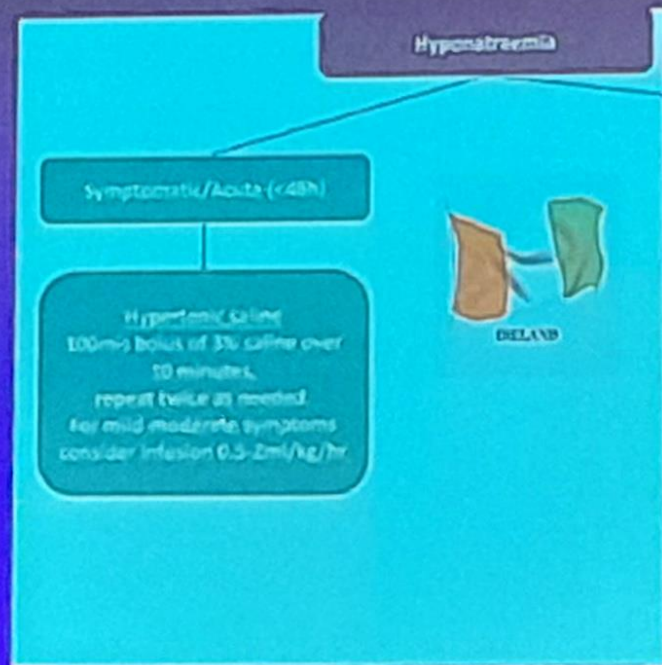 Hyponatraemia
Symptomatic/Acute (<48h)
Hypertonic saline
100mls bolus of 3% saline over
10 minutes,
repeat twice as needed
For mild-moderate symptoms
consider infusion 0.5-2ml/kg/hr
IRELAND